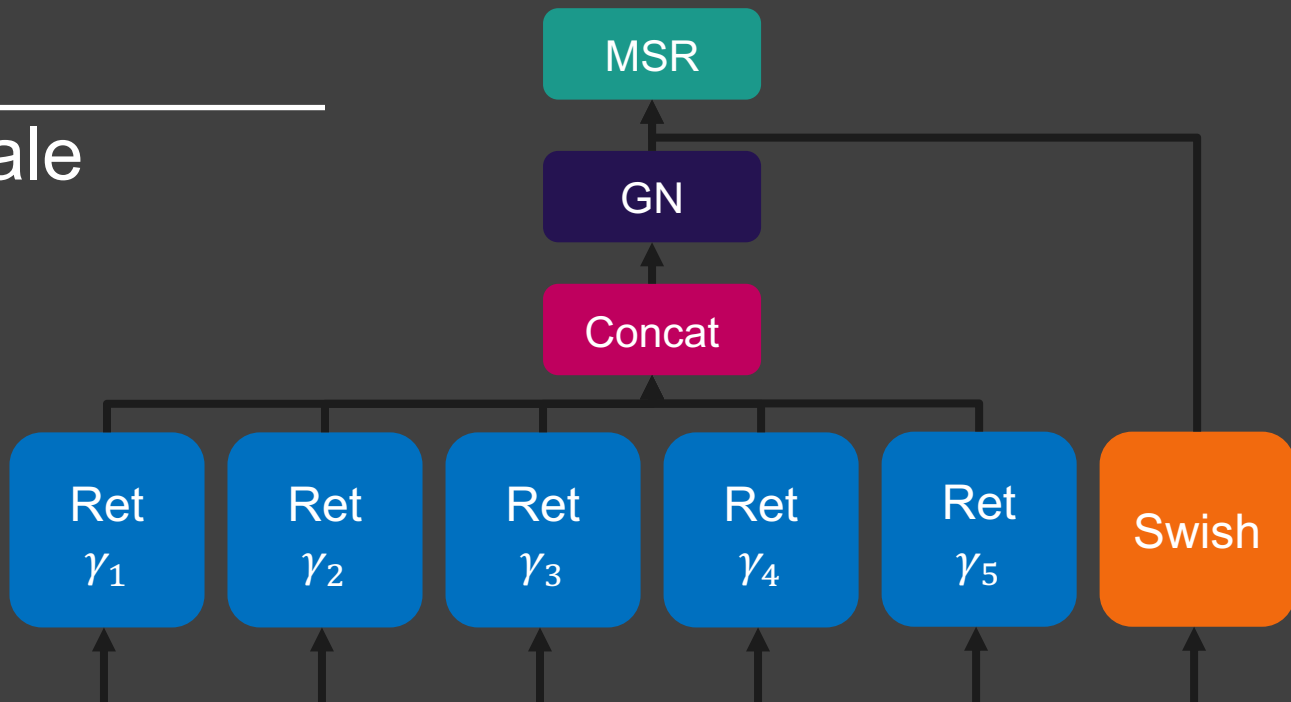 MSR
ale
GN
Concat
Ret
γ₁
Ret
γ₂
Ret
γ₃
Ret
γ₄
Ret
γ₅
Swish